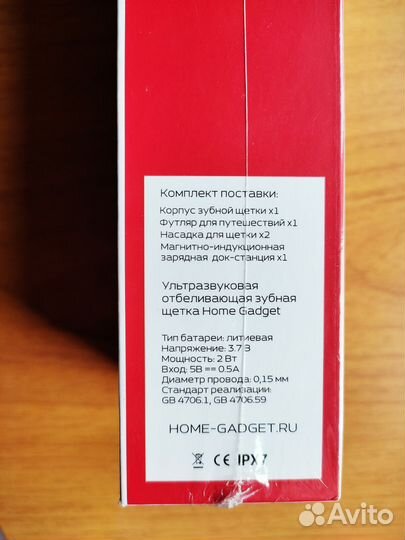 Комплект поставки:
Корпус зубной щетки x1
Футляр для путешествий x1
Насадка для щетки x2
Магнитно-индукционная
зарядная док-станция x1
Ультразвуковая
отбеливающая зубная
щетка Home Gadget
Тип батареи: литиевая
Напряжение: 3.7 В
Мощность: 2 Вт
Вход: 5В == 0.5А
Диаметр провода: 0,15 мм
Стандарт реализации:
GB 4706.1, GB 4706.59
HOME-GADGET.RU
CE IPX7
Avito